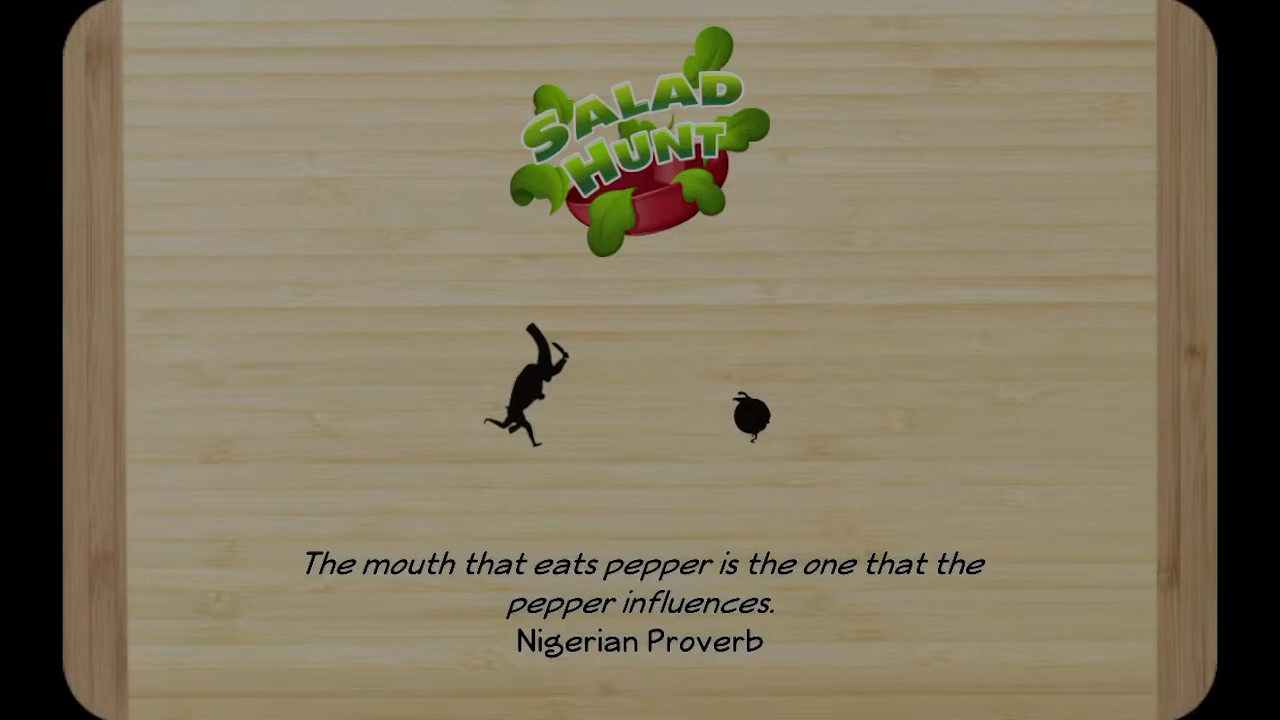 SALAD
HUNT
The mouth that eats pepper is the one that the
pepper influences.
Nigerian Proverb